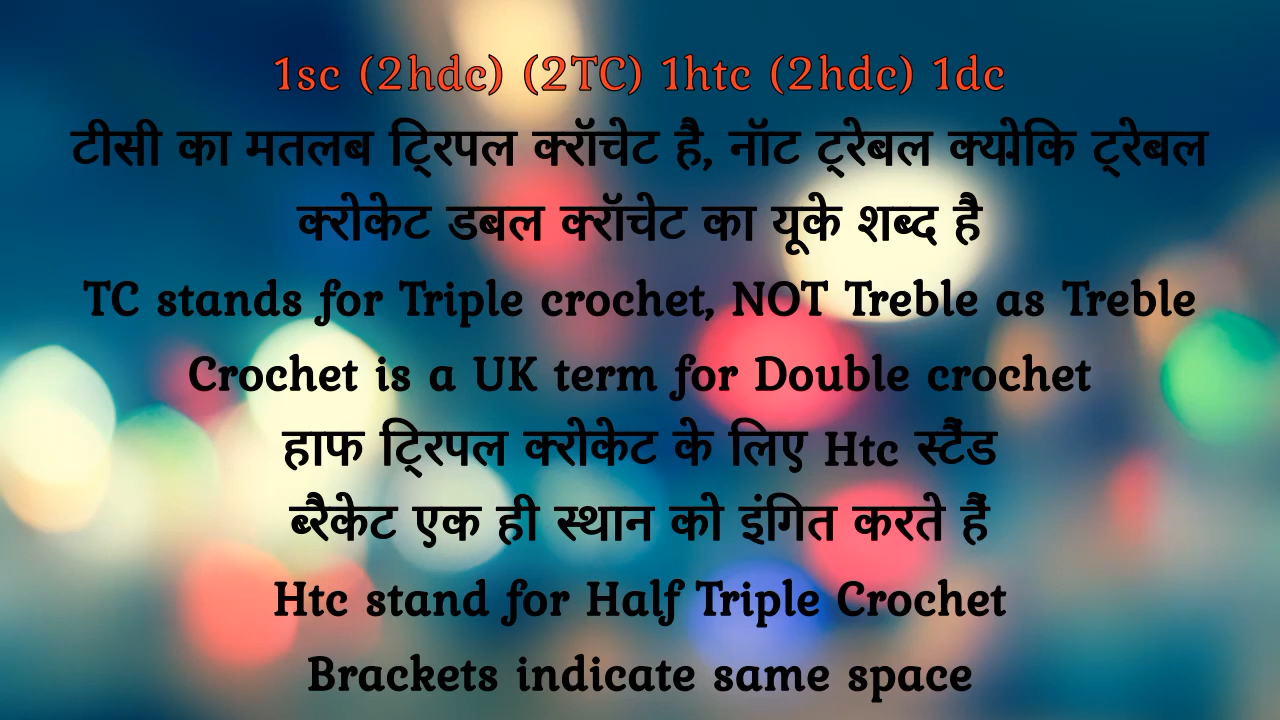 1sc (2hdc) (2TC) 1htc (2hdc) 1dc
टीसी का मतलब ट्रिपल क्रॉचेट है, नॉट ट्रेबल क्योंकि ट्रेबल
क्रोकेट डबल क्रॉचेट का यूके शब्द है
TC stands for Triple crochet, NOT Treble as Treble
Crochet is a UK term for Double crochet
हाफ ट्रिपल क्रोकेट के लिए Htc स्टैंड
ब्रैकेट एक ही स्थान को इंगित करते हैं
Htc stand for Half Triple Crochet
Brackets indicate same space